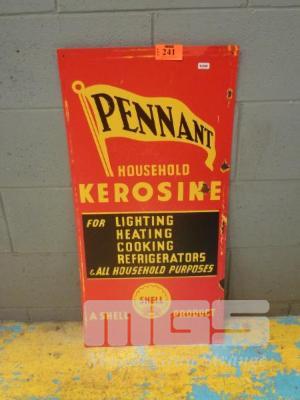 241
PENNANT
HOUSEHOLD
KEROSINE
FOR LIGHTING
HEATING
COOKING
REFRIGERATORS
& ALL HOUSEHOLD PURPOSES
SHELL
A SHELL PRODUCT
MGS